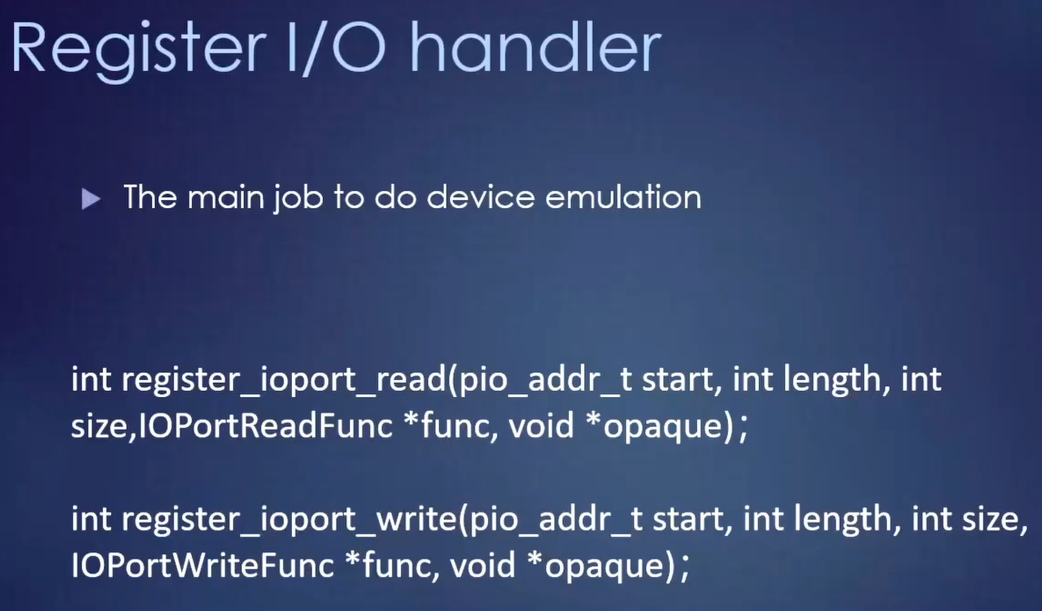 Register I/O handler
The main job to do device emulation
int register_ioport_read(pio_addr_t start, int length, int
size,IOPortReadFunc *func, void *opaque);
int register_ioport_write(pio_addr_t start, int length, int size,
IOPortWriteFunc *func, void *opaque);